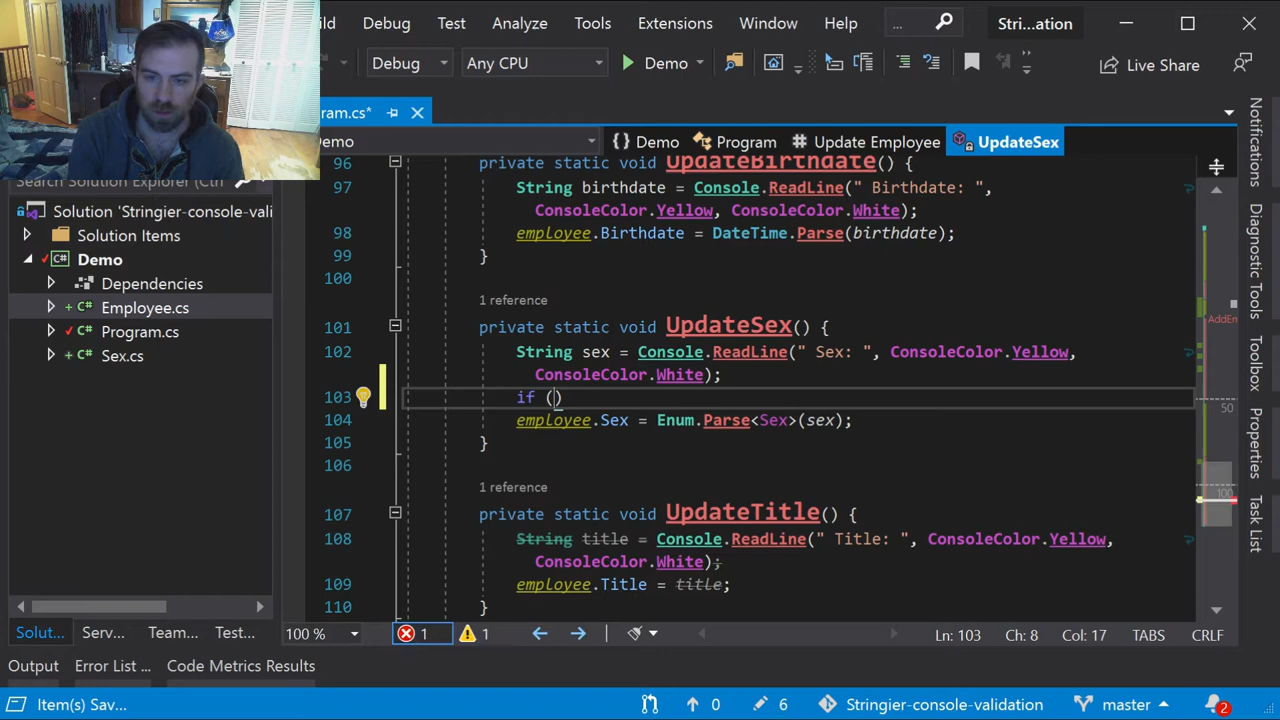 ild Debug Test Analyze Tools Extensions Window Help ... Stri...ation
Debug Any CPU Demo Live Share
ram.cs*
Demo Demo Program Update Employee UpdateSex
Search Solution Explorer (Ctrl
Solution 'Stringier-console-vali
Solution Items
Demo
Dependencies
Employee.cs
Program.cs
Sex.cs
96 private static void UpdateBirthdate() {
97 String birthdate = Console.ReadLine(" Birthdate: ",
ConsoleColor.Yellow, ConsoleColor.White);
98 employee.Birthdate = DateTime.Parse(birthdate);
99 }
100
1 reference
101 private static void UpdateSex() {
102 String sex = Console.ReadLine(" Sex: ", ConsoleColor.Yellow,
ConsoleColor.White);
103 if ()
104 employee.Sex = Enum.Parse<Sex>(sex);
105 }
106
1 reference
107 private static void UpdateTitle() {
108 String title = Console.ReadLine(" Title: ", ConsoleColor.Yellow,
ConsoleColor.White);
109 employee.Title = title;
110 }
AddEm
50
100
Notifications
Diagnostic Tools
Toolbox
Properties
Task List
Solut... Serv... Team... Test...
100 % 1 1 Ln: 103 Ch: 8 Col: 17 TABS CRLF
Output Error List ... Code Metrics Results
Item(s) Sav... 0 6 Stringier-console-validation master 2